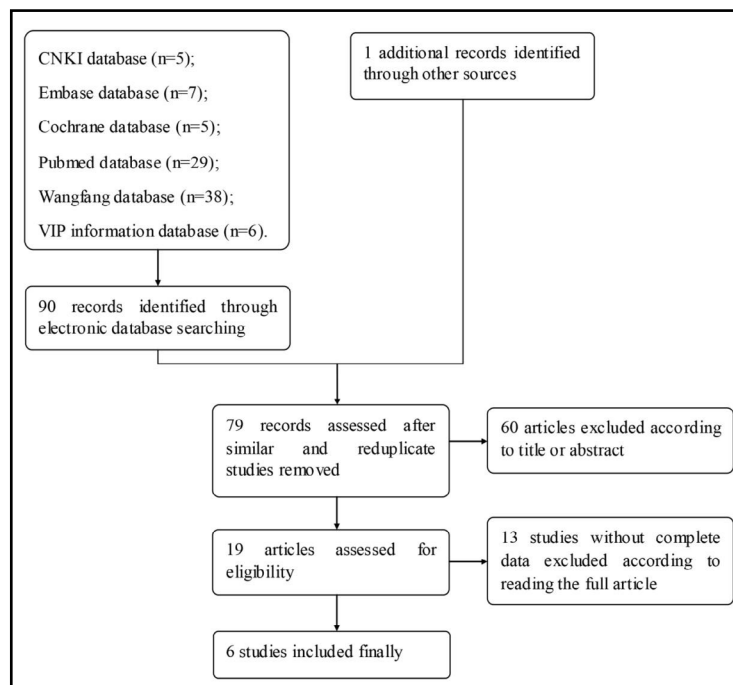 CNKI database (n=5);
Embase database (n=7);
Cochrane database (n=5);
Pubmed database (n=29);
Wangfang database (n=38);
VIP information database (n=6).
1 additional records identified
through other sources
90 records identified through
electronic database searching
79 records assessed after
similar and reduplicate
studies removed
60 articles excluded according
to title or abstract
19 articles assessed for
eligibility
13 studies without complete
data excluded according to
reading the full article
6 studies included finally